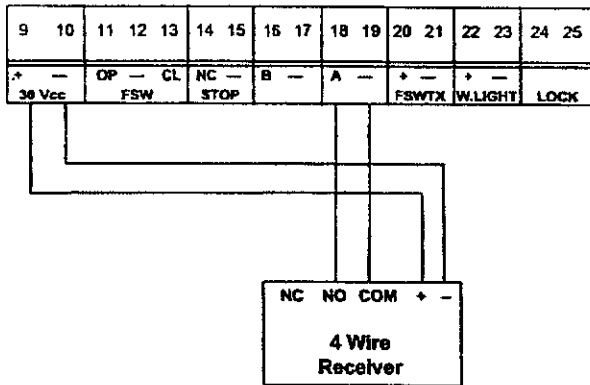 9 10 11 12 13 14 15 16 17 18 19 20 21 22 23 24 25
+ — OP — CL NC — B — A — + — + —
30 Vcc FSW STOP FSWTX W.LIGHT LOCK
NC NO COM + –
4 Wire
Receiver